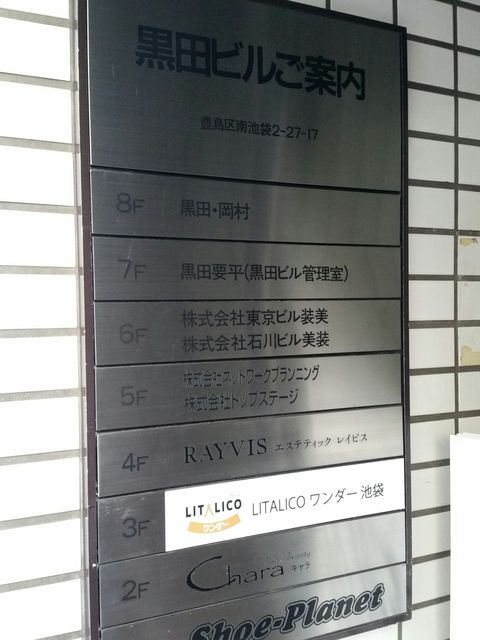 黒田ビルご案内
豊島区南池袋2-27-17
8F 黒田・岡村
7F 黒田要平(黒田ビル管理室)
6F 株式会社東京ビル装美
株式会社石川ビル美装
5F 株式会社ネットワークプランニング
株式会社トップステージ
4F RAYVIS エステティック レイビス
3F LITALICO ワンダー LITALICO ワンダー 池袋
beauty
2F Chara キャラ
Shoe-Planet